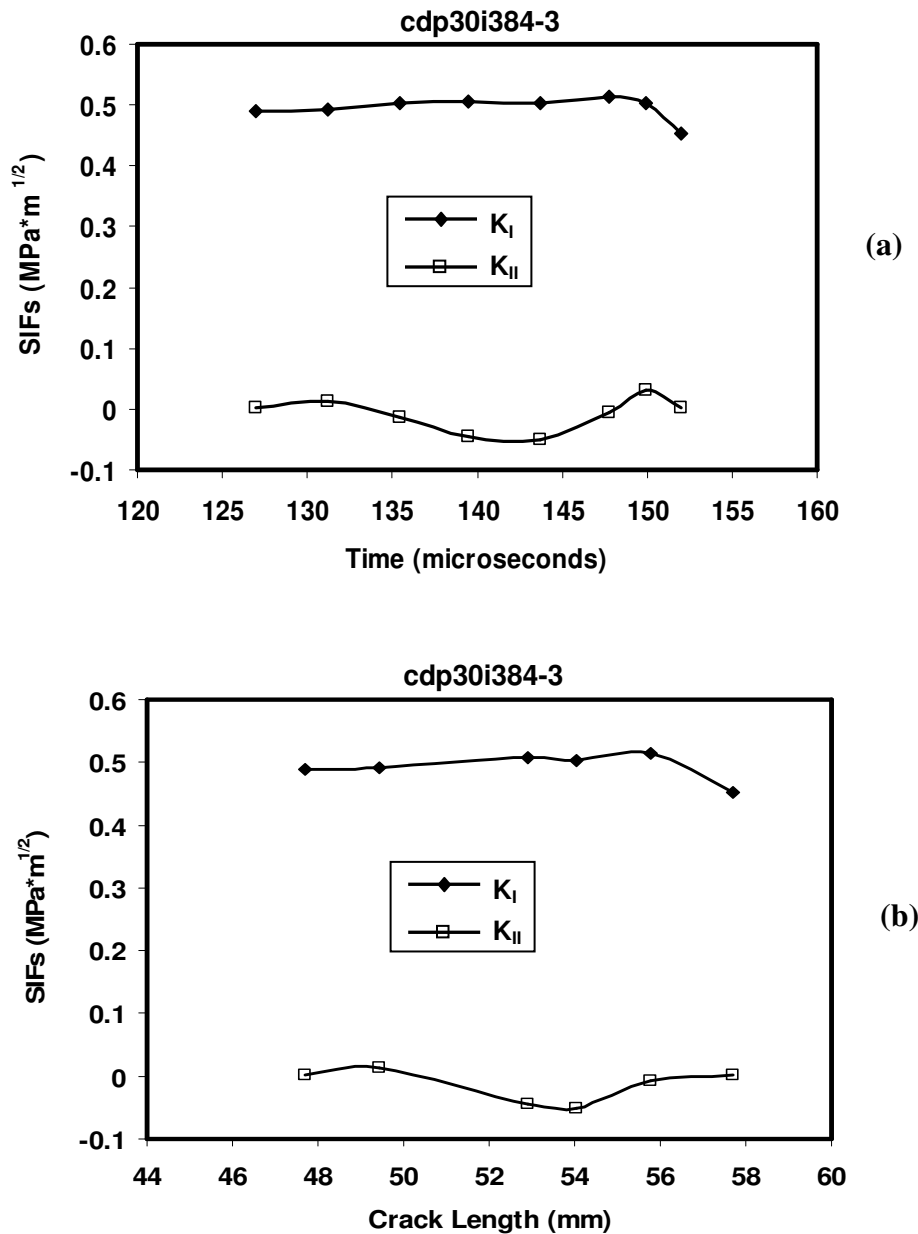 cdp30i384-3
0.6
0.5
0.4
0.3
0.2
0.1
0
-0.1
SIFs (MPa*m 1/2)
K_I
K_II
(a)
120 125 130 135 140 145 150 155 160
Time (microseconds)
cdp30i384-3
0.6
0.5
0.4
0.3
0.2
0.1
0
-0.1
SIFs (MPa*m1/2)
K_I
K_II
(b)
44 46 48 50 52 54 56 58 60
Crack Length (mm)